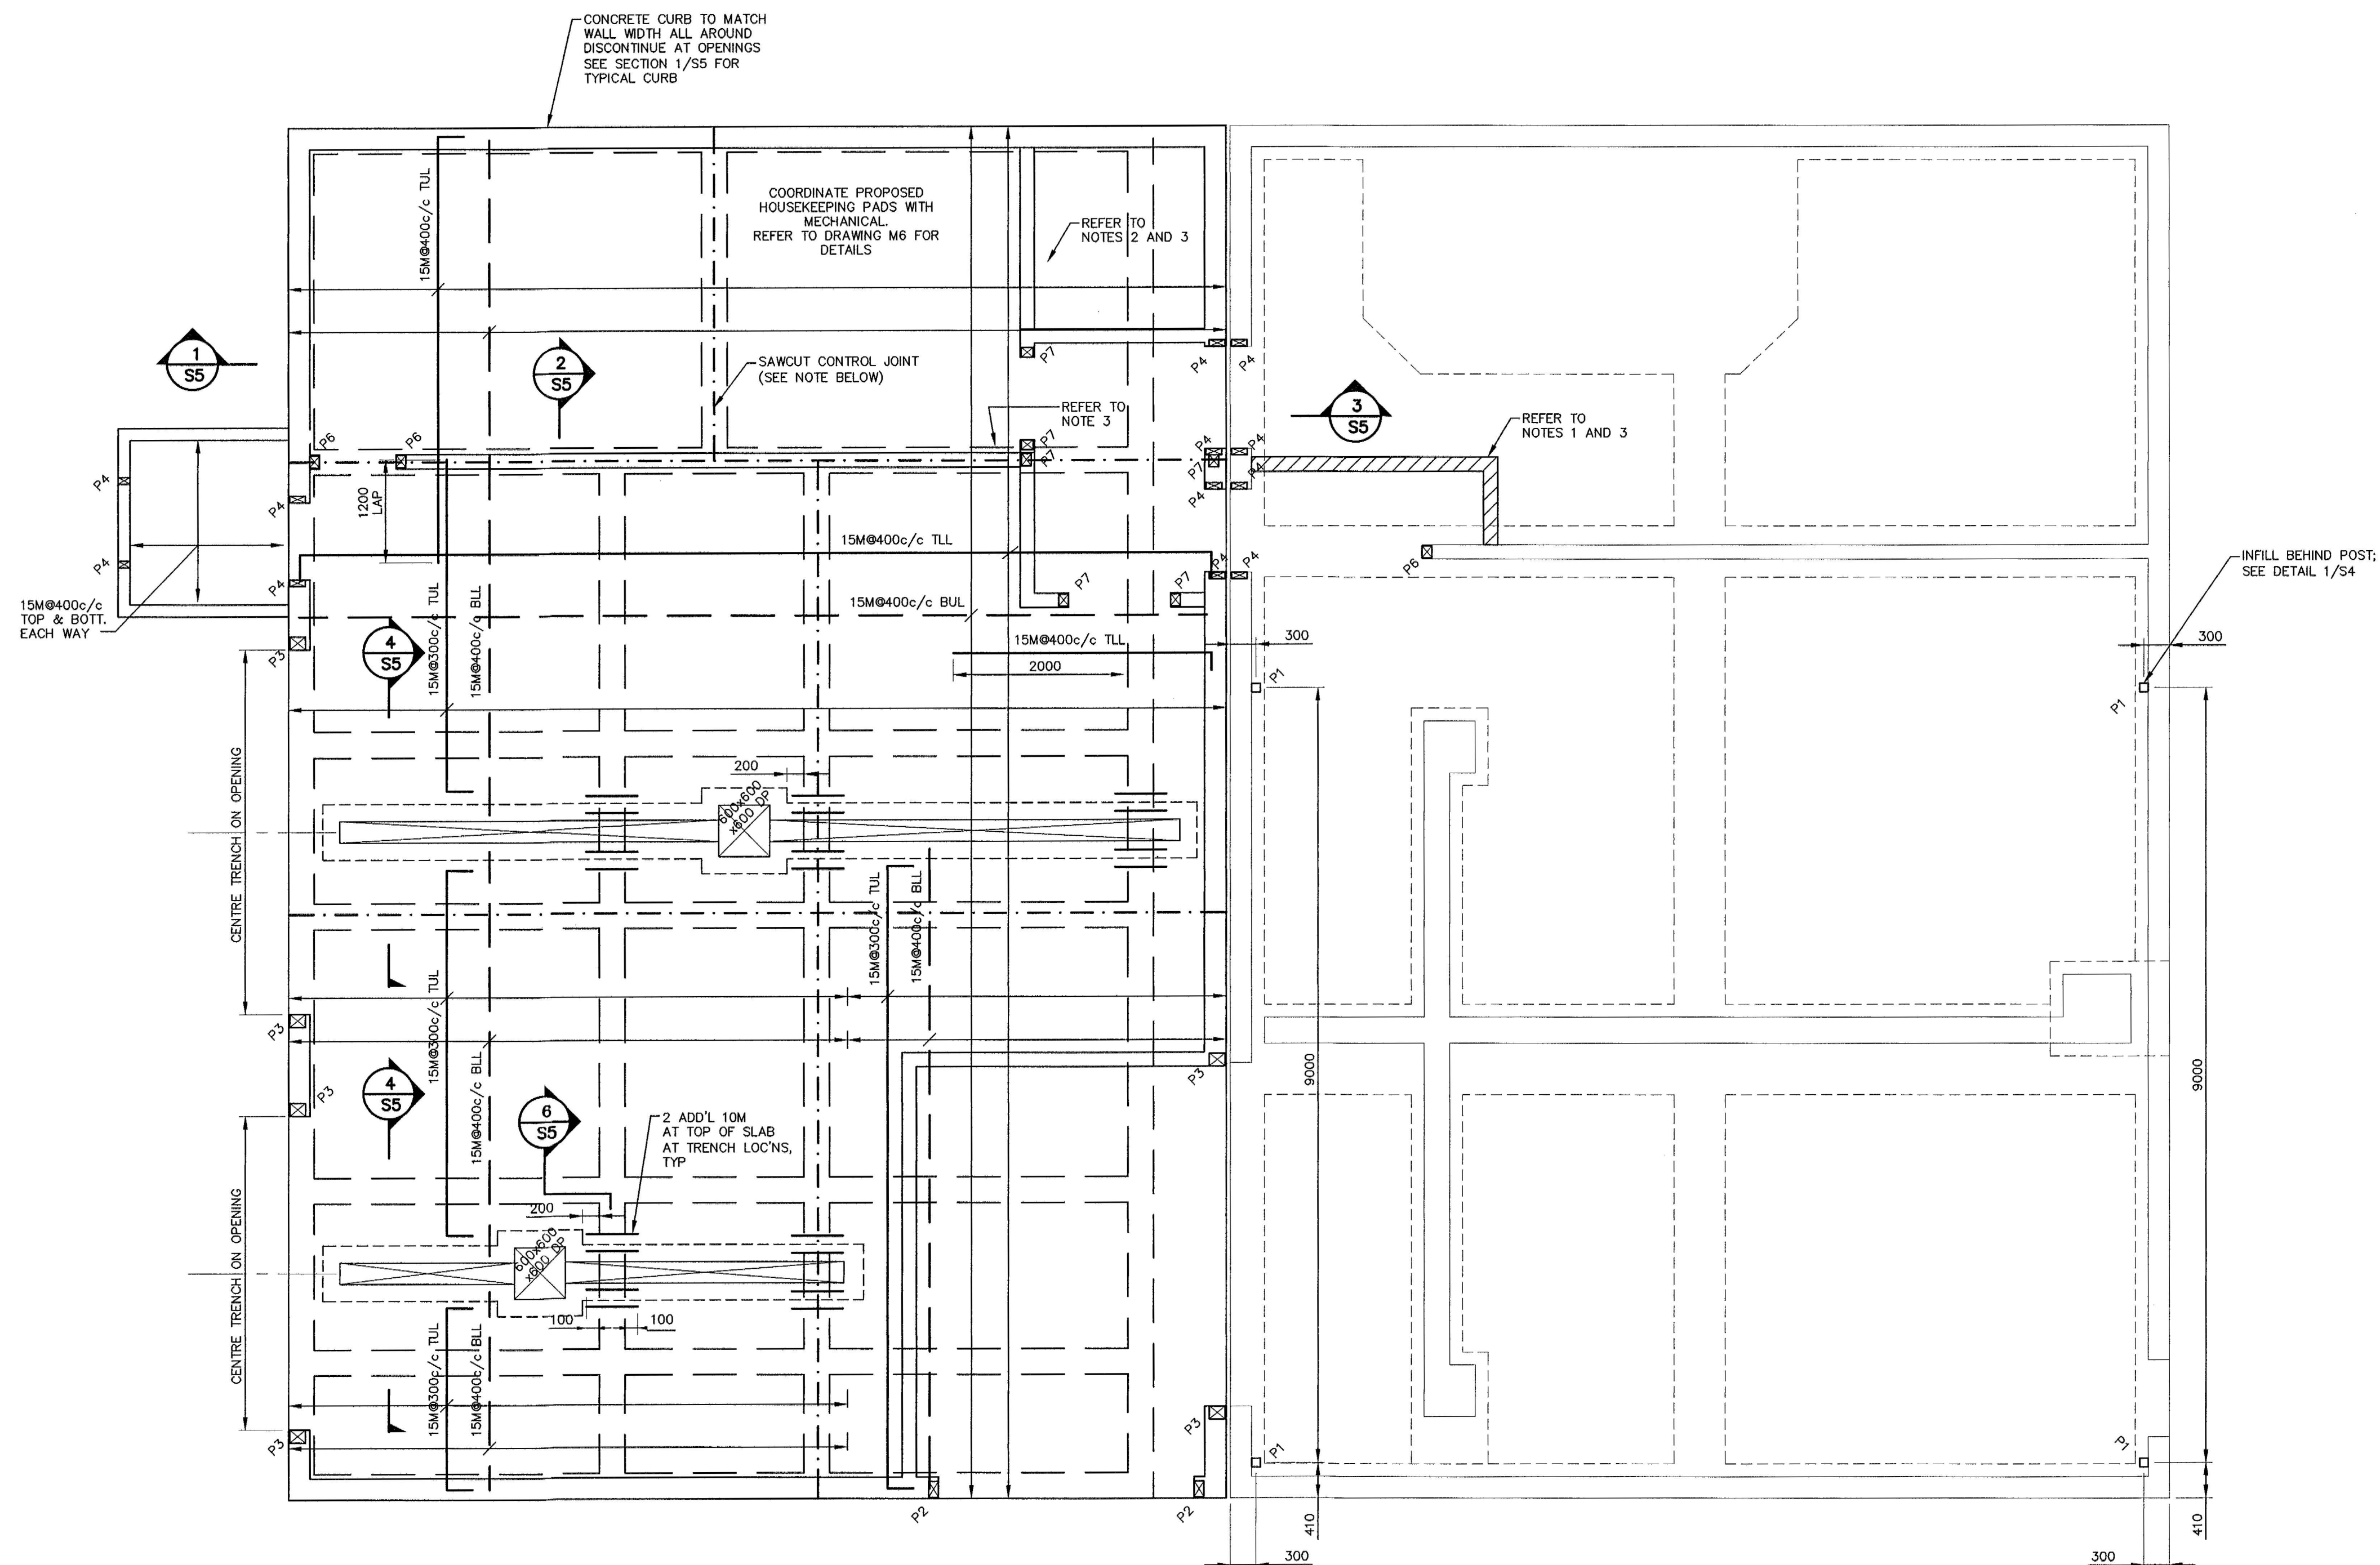 CONCRETE CURB TO MATCH
WALL WIDTH ALL AROUND
DISCONTINUE AT OPENINGS
SEE SECTION 1/S5 FOR
TYPICAL CURB
15M@400c/c TUL
COORDINATE PROPOSED
HOUSEKEEPING PADS WITH
MECHANICAL.
REFER TO DRAWING M6 FOR
DETAILS
REFER TO
NOTES 2 AND 3
1
S5
2
S5
SAWCUT CONTROL JOINT
(SEE NOTE BELOW)
P7
P4
P4
REFER TO
NOTE 3
3
S5
REFER TO
NOTES 1 AND 3
P6
P6
P7
P7
P4
P4
P7
P4
P4
P4
P4
1200
LAP
15M@400c/c TLL
P4
P4
P4
P4
P6
INFILL BEHIND POST;
SEE DETAIL 1/S4
15M@400c/c
TOP & BOTT.
EACH WAY
15M@300c/c TUL
15M@400c/c BLL
15M@400c/c BUL
P7
P7
4
S5
P3
15M@400c/c TLL
2000
300
300
P1
P1
CENTRE TRENCH ON OPENING
200
600x600
x600 DP
15M@300c/c TUL
15M@400c/c BLL
15M@300c/c TUL
15M@400c/c BLL
P3
P3
4
S5
6
S5
2 ADD'L 10M
AT TOP OF SLAB
AT TRENCH LOC'NS,
TYP
P3
9000
9000
CENTRE TRENCH ON OPENING
200
600x600
x600 DP
100
100
15M@300c/c TUL
15M@400c/c BLL
P3
P3
P1
P1
P2
P2
410
410
300
300